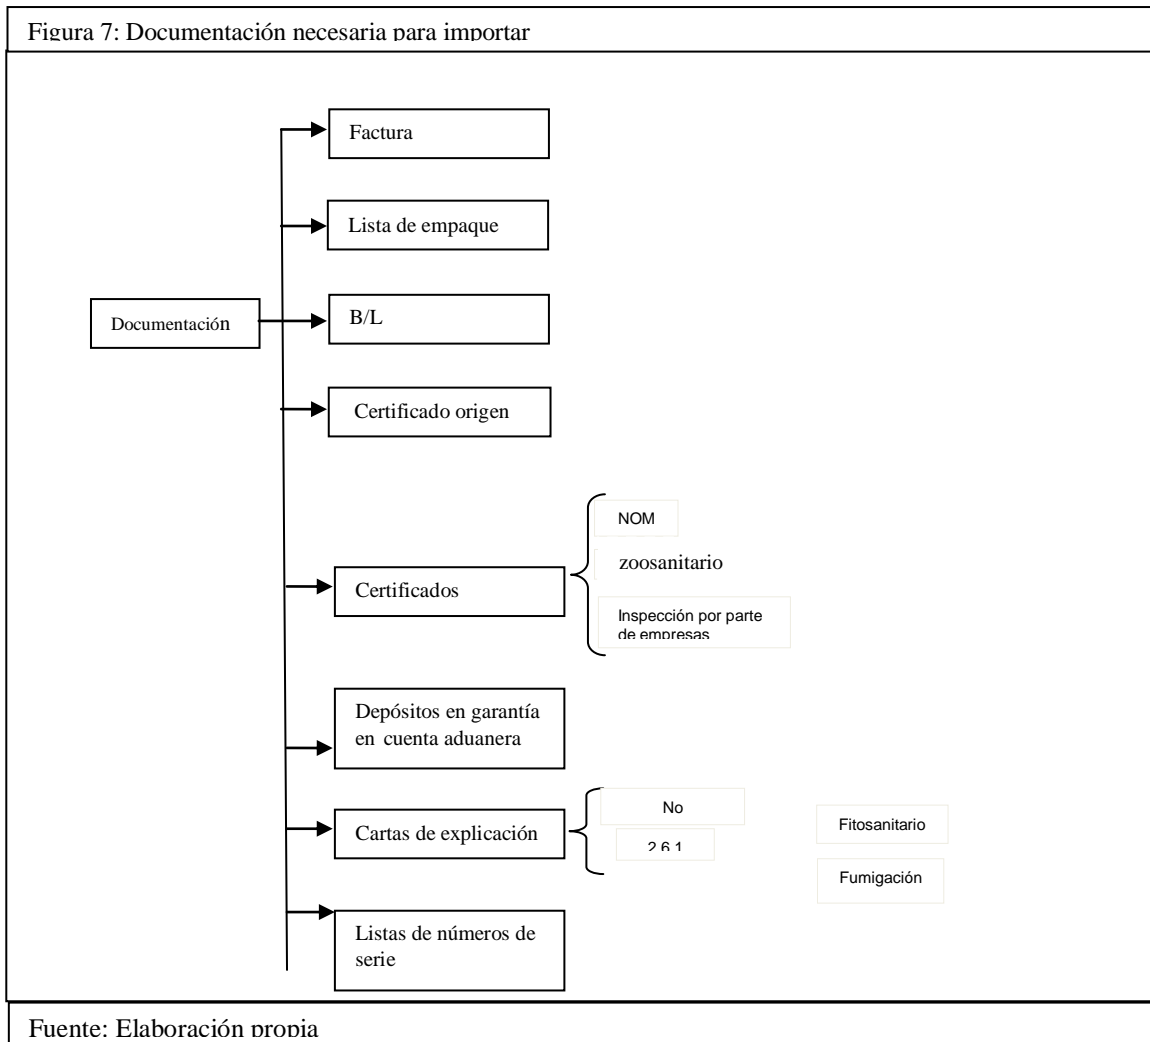 Figura 7: Documentación necesaria para importar
Factura
Lista de empaque
Documentación
B/L
Certificado origen
NOM
zoosanitario
Certificados
Inspección por parte
de empresas
Depósitos en garantía
en cuenta aduanera
Cartas de explicación
No
2.6.1
Fitosanitario
Fumigación
Listas de números de
serie
Fuente: Elaboración propia